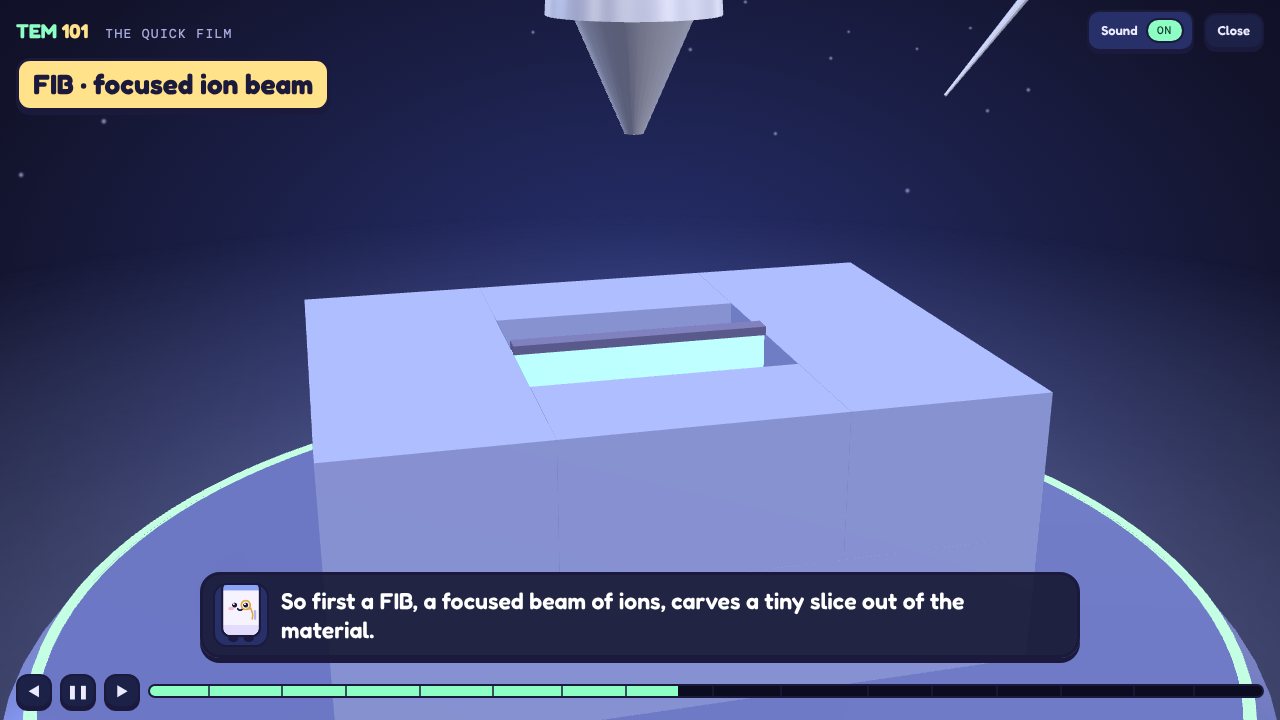 TEM 101 THE QUICK FILM
Sound ON Close
FIB · focused ion beam
So first a FIB, a focused beam of ions, carves a tiny slice out of the
material.